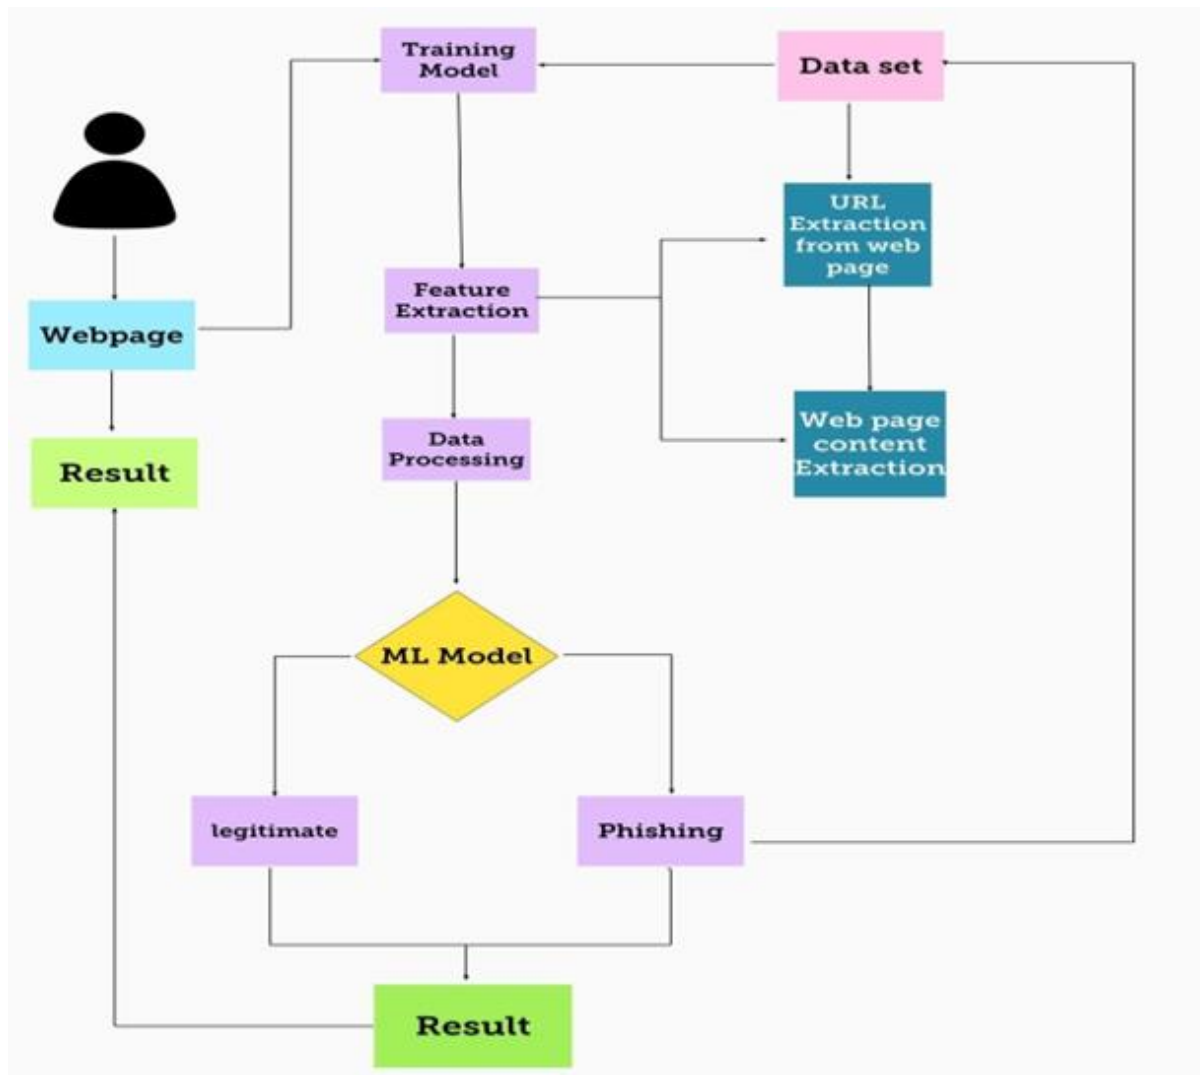 Training
Model
Data set
URL
Extraction
from web
page
Feature
Extraction
Webpage
Data
Processing
Web page
content
Extraction
Result
ML Model
legitimate
Phishing
Result